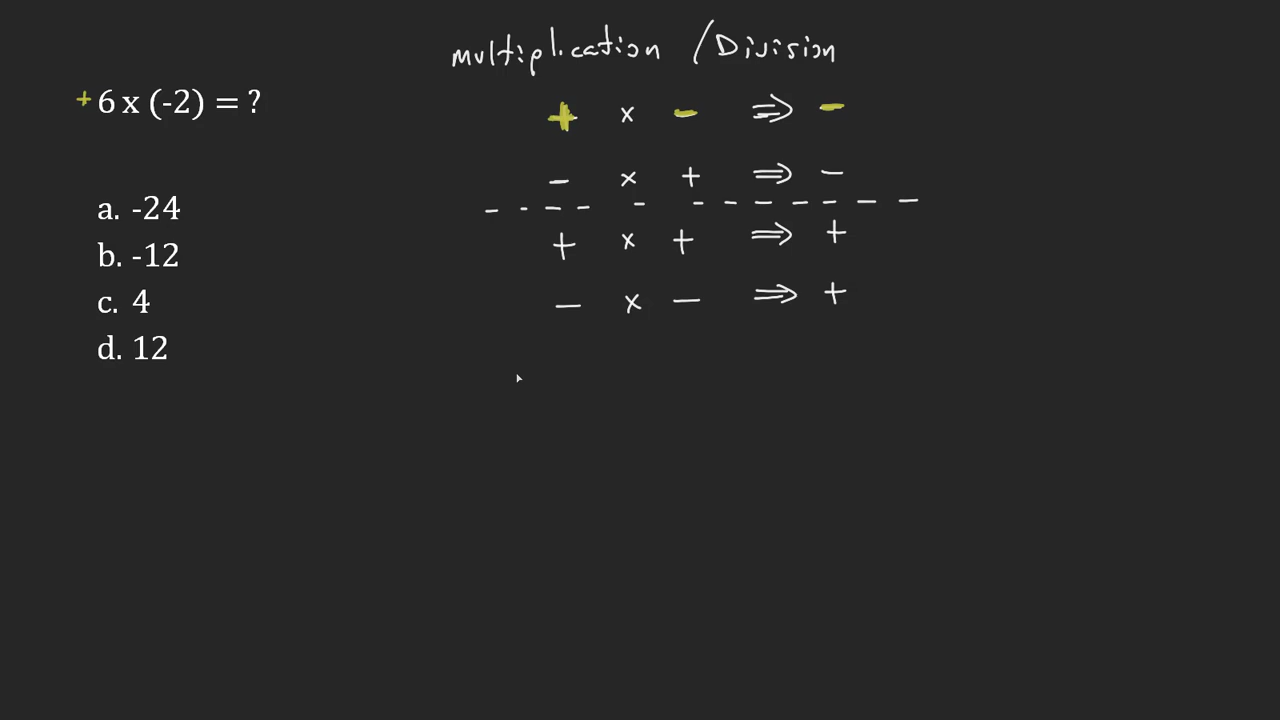 multiplication / Division
+6 x (-2) = ?
+ x - ⇒ -
- x + ⇒ -
+ x + ⇒ +
- x - ⇒ +
a. -24
b. -12
c. 4
d. 12